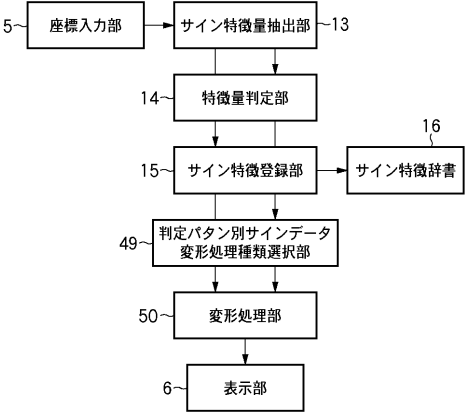 5
座標入力部
サイン特徴量抽出部
13
14
特徴量判定部
16
15
サイン特徴登録部
サイン特徴辞書
49
判定パタン別サインデータ
変形処理種類選択部
50
変形処理部
6
表示部